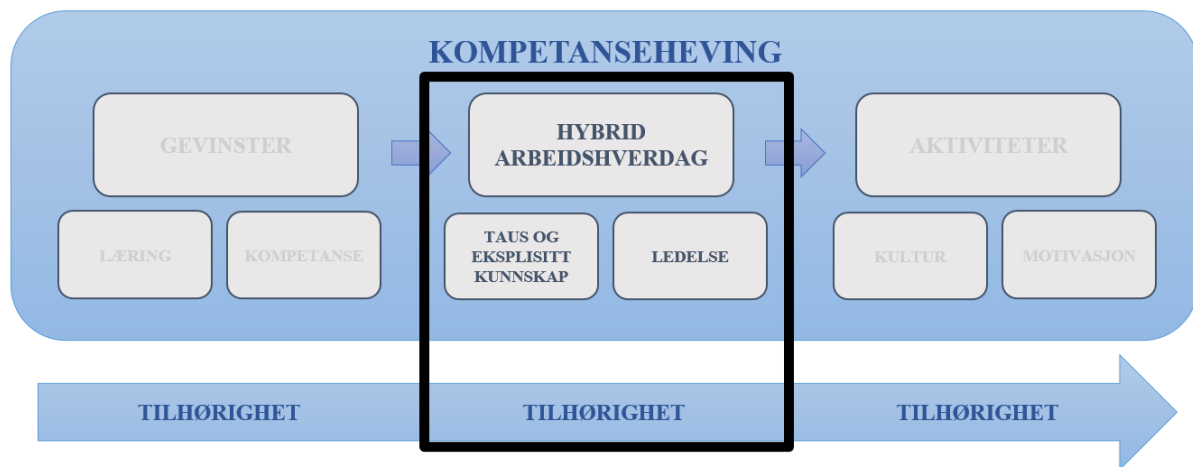 KOMPETANSEHEVING
GEVINSTER
HYBRID
ARBEIDSHVERDAG
AKTIVITETER
LÆRING
KOMPETANSE
TAUS OG
EKSPLISITT
KUNNSKAP
LEDELSE
KULTUR
MOTIVASJON
TILHØRIGHET
TILHØRIGHET
TILHØRIGHET